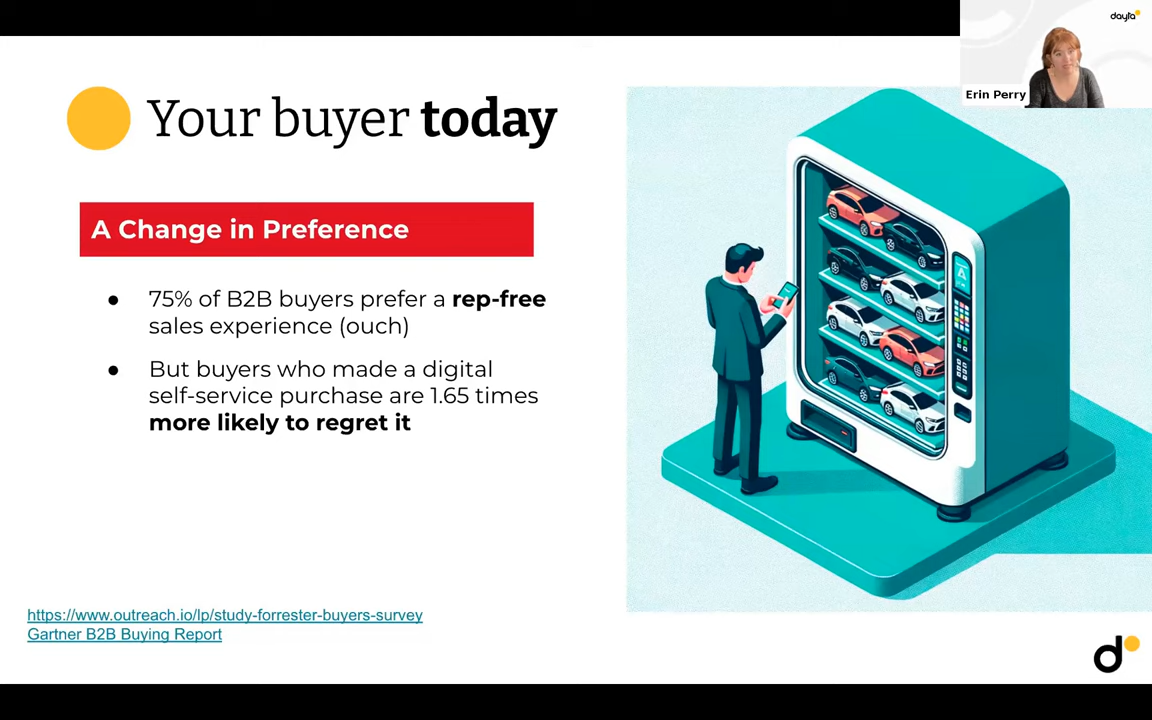 dayta
Erin Perry
Your buyer today
A Change in Preference
● 75% of B2B buyers prefer a rep-free
sales experience (ouch)
● But buyers who made a digital
self-service purchase are 1.65 times
more likely to regret it
https://www.outreach.io/lp/study-forrester-buyers-survey
Gartner B2B Buying Report
d